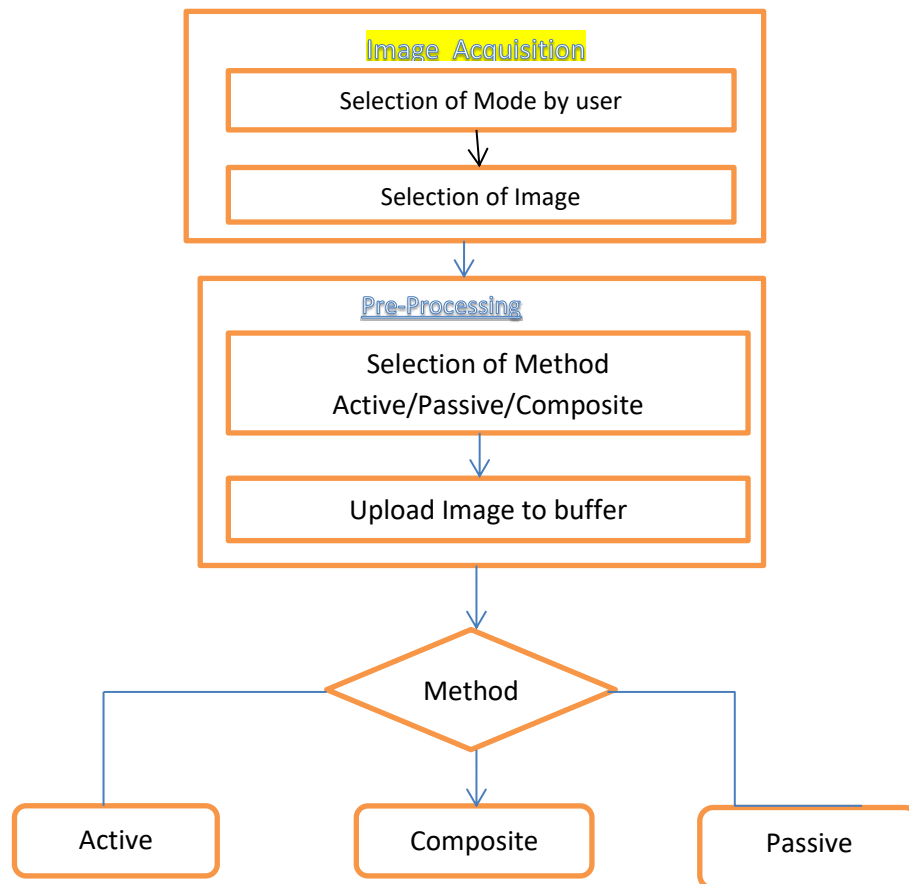 Image Acquisition
Selection of Mode by user
Selection of Image
Pre-Processing
Selection of Method
Active/Passive/Composite
Upload Image to buffer
Method
Active
Composite
Passive